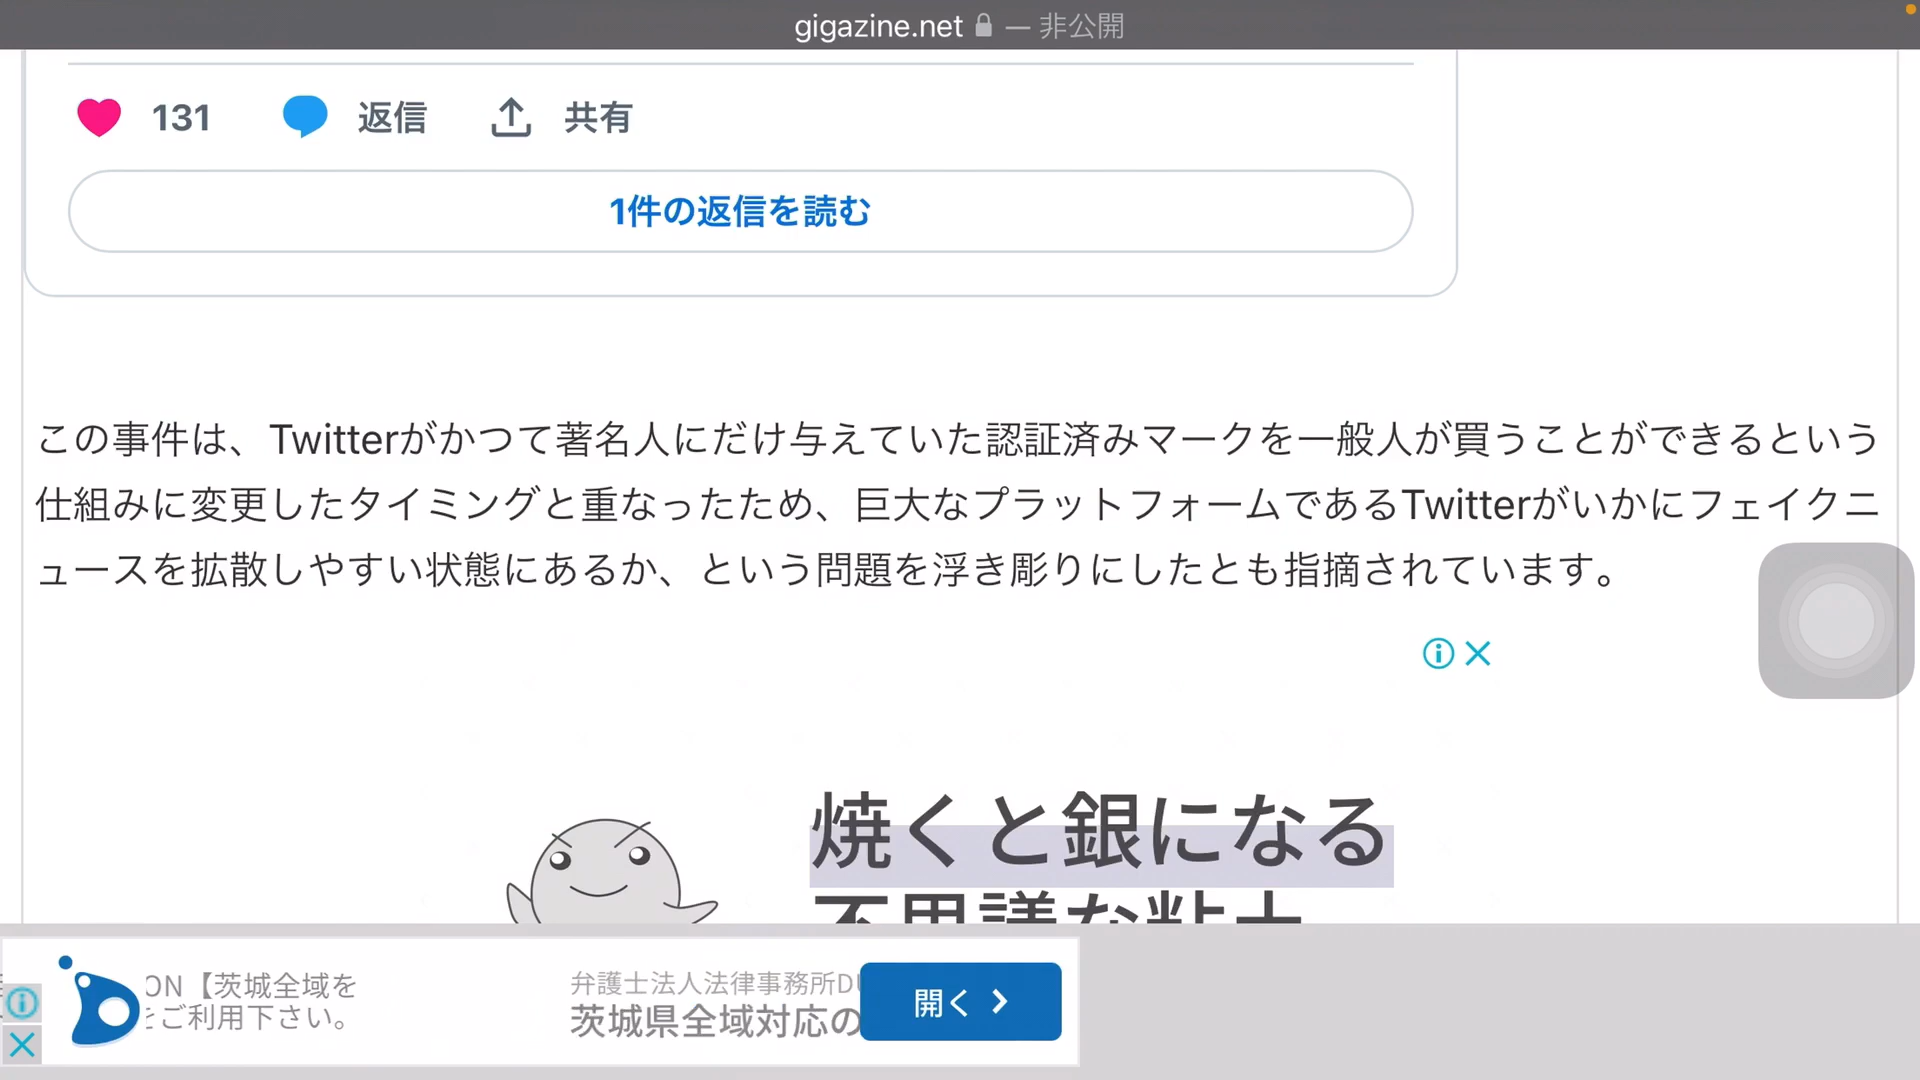 gigazine.net — 非公開
131 返信 共有
1件の返信を読む
この事件は、Twitterがかつて著名人にだけ与えていた認証済みマークを一般人が買うことができるという
仕組みに変更したタイミングと重なったため、巨大なプラットフォームであるTwitterがいかにフェイクニ
ュースを拡散しやすい状態にあるか、という問題を浮き彫りにしたとも指摘されています。
焼くと銀になる
不思議な粘土
ON【茨城全域を
ご利用下さい。
弁護士法人法律事務所DU
茨城県全域対応の
開く